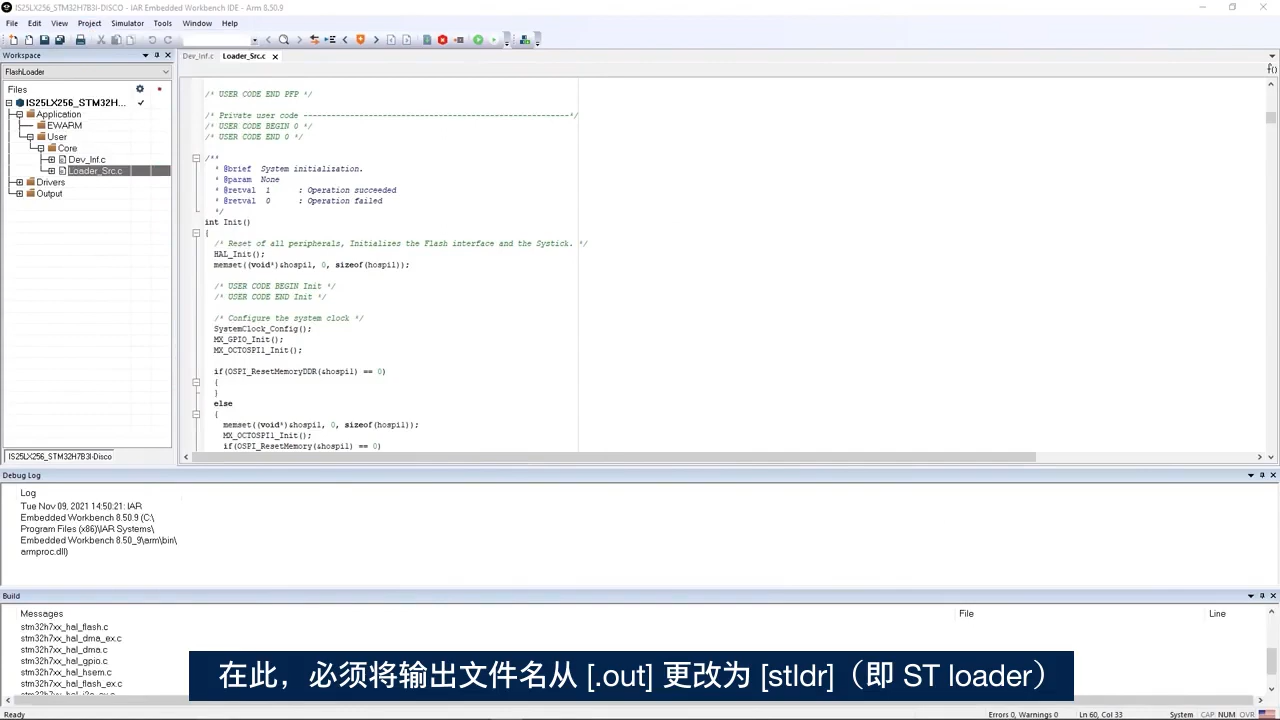 IS25LX256_STM32H7B3I-DISCO - IAR Embedded Workbench IDE - Arm 8.50.9
File Edit View Project Simulator Tools Window Help
Workspace
Dev_Inf.c Loader_Src.c
FlashLoader
Files
IS25LX256_STM32H...
Application
EWARM
User
Core
Dev_Inf.c
Loader_Src.c
Drivers
Output
IS25LX256_STM32H7B3I-Disco
/* USER CODE END PFP */
/* Private user code ---------------------------------------------------------*/
/* USER CODE BEGIN 0 */
/* USER CODE END 0 */
/**
* @brief System initialization.
* @param None
* @retval 1 : Operation succeeded
* @retval 0 : Operation failed
*/
int Init()
{
/* Reset of all peripherals, Initializes the Flash interface and the Systick. */
HAL_Init();
memset((void*)&hospi1, 0, sizeof(hospi1));
/* USER CODE BEGIN Init */
/* USER CODE END Init */
/* Configure the system clock */
SystemClock_Config();
MX_GPIO_Init();
MX_OCTOSPI1_Init();
if(OSPI_ResetMemoryDDR(&hospi1) == 0)
{
}
else
{
memset((void*)&hospi1, 0, sizeof(hospi1));
MX_OCTOSPI1_Init();
if(OSPI_ResetMemory(&hospi1) == 0)
Debug Log
Log
Tue Nov 09, 2021 14:50:21: IAR
Embedded Workbench 8.50.9 (C:\
Program Files (x86)\IAR Systems\
Embedded Workbench 8.50_9\arm\bin\
armproc.dll)
Build
Messages File Line
stm32h7xx_hal_flash.c
stm32h7xx_hal_dma_ex.c
stm32h7xx_hal_dma.c
stm32h7xx_hal_gpio.c
stm32h7xx_hal_hsem.c
stm32h7xx_hal_flash_ex.c
在此，必须将输出文件名从 [.out] 更改为 [stldr]（即 ST loader）
Ready Errors 0, Warnings 0 Ln 60, Col 33 System CAP NUM OVR